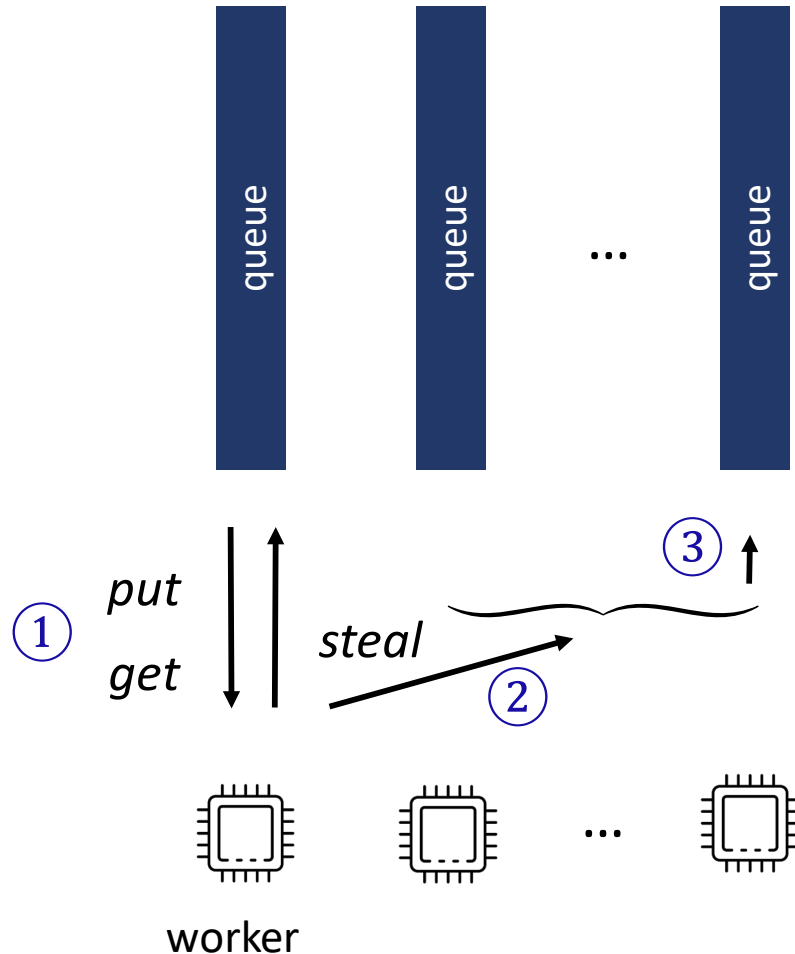 queue
queue
...
queue
③
put
①
steal
get
②
...
worker